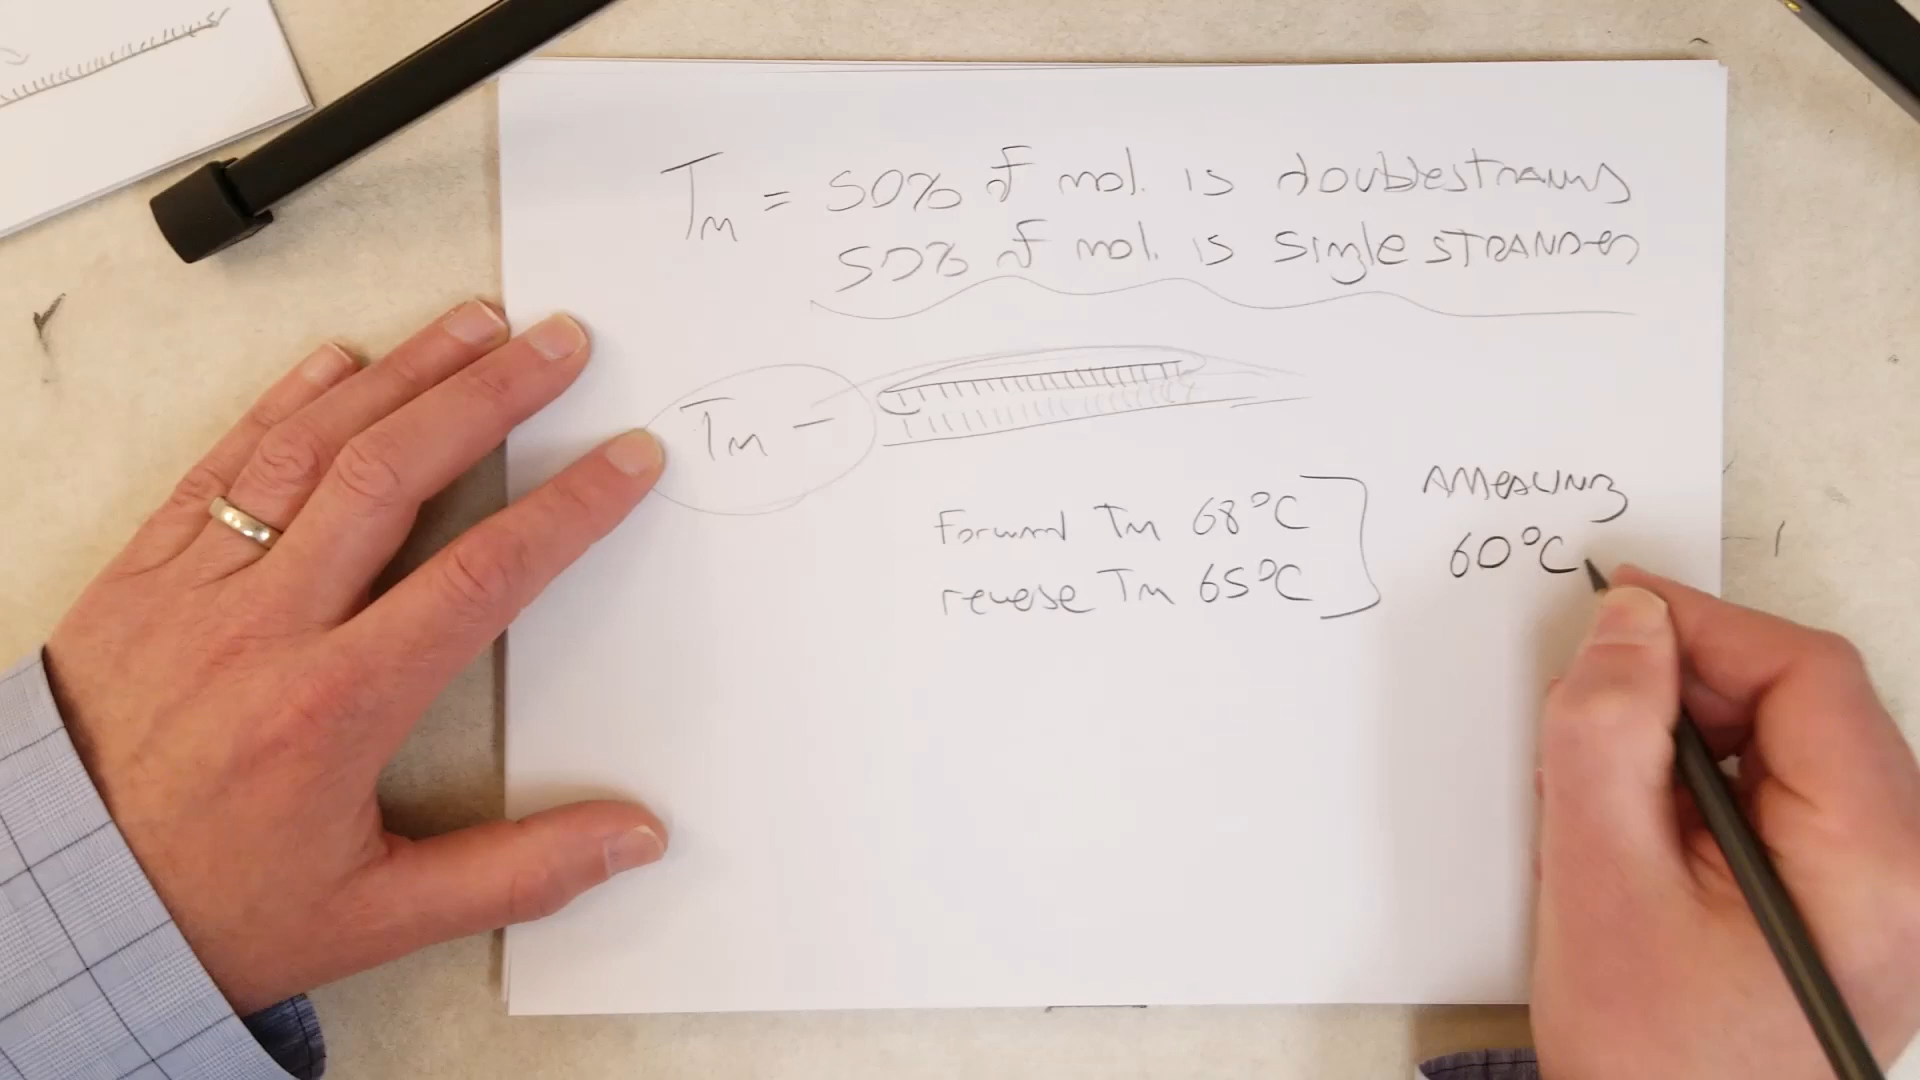 Tm = 50% of mol. is doublestrands
50% of mol. is single STRANDED
Tm -
Forward Tm 68°C
reverse Tm 65°C
Annealing
60°C